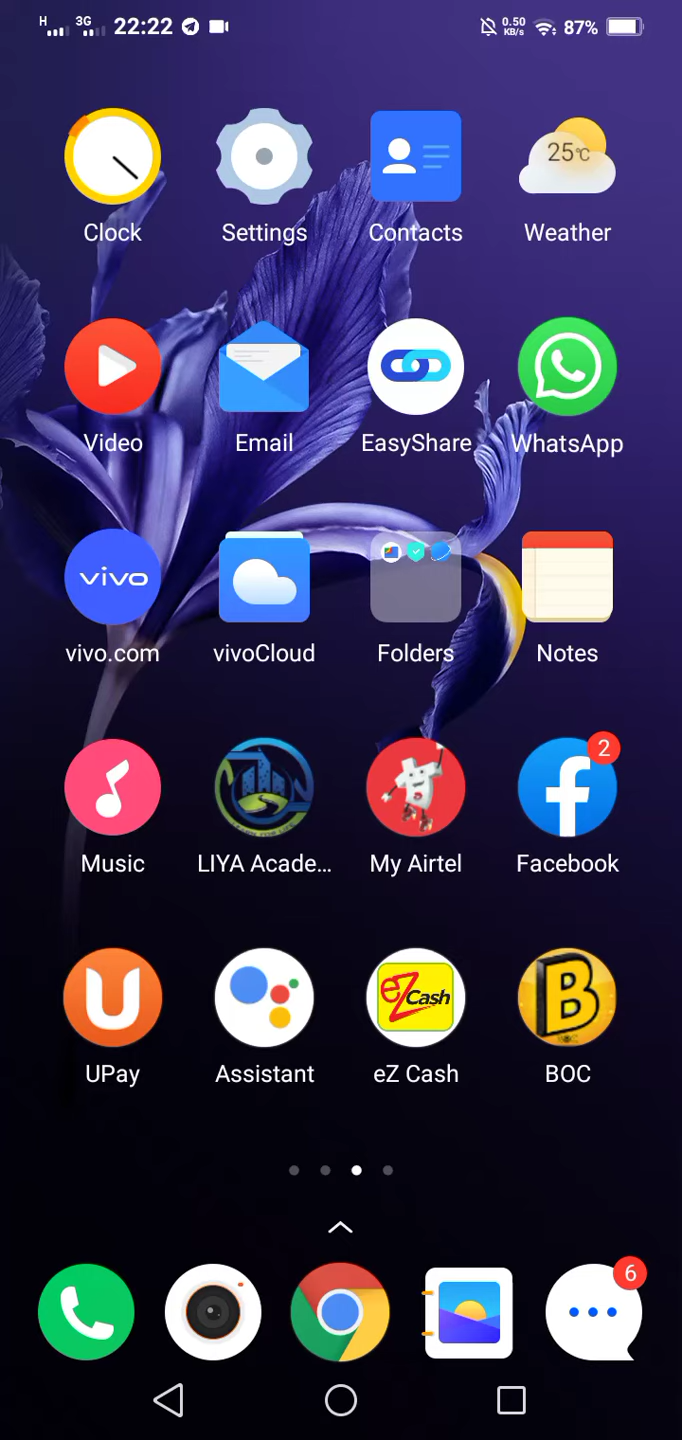 H 3G 22:22 0.50 KB/s 87%
25°C
Clock Settings Contacts Weather
Video Email EasyShare WhatsApp
vivo
vivo.com vivoCloud Folders Notes
2
Music LIYA Acade... My Airtel Facebook
eZ Cash B
UPay Assistant eZ Cash BOC
6